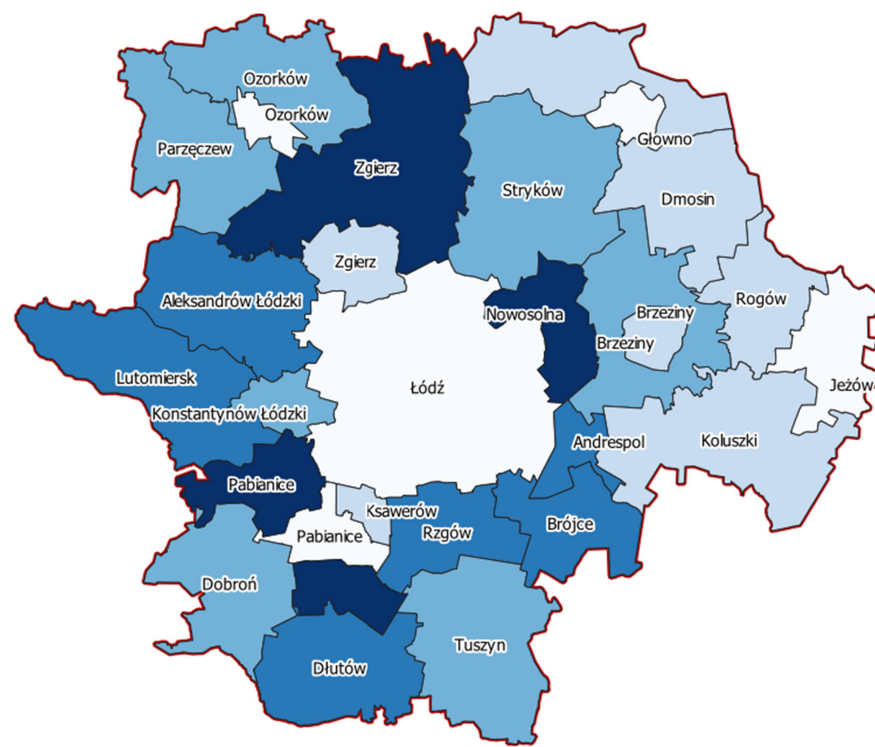 Ozorków
Ozorków
Głowno
Parzęczew
Zgierz
Stryków
Dmosin
Zgierz
Aleksandrów Łódzki
Nowosolna
Brzeziny
Rogów
Brzeziny
Lutomiersk
Łódź
Jeżów
Konstantynów Łódzki
Andrespol
Koluszki
Pabianice
Ksawerów
Pabianice
Rzgów
Brójce
Dobroń
Tuszyn
Dłutów